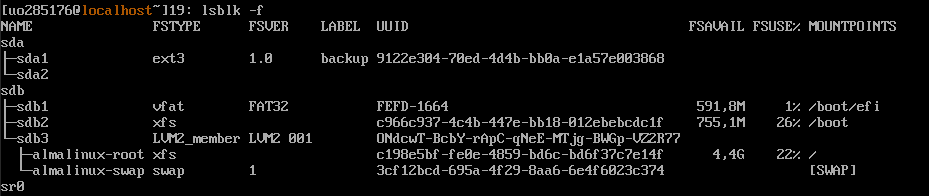 [uo285176@localhost~]19: lsblk -f
NAME FSTYPE FSVER LABEL UUID FSAVAIL FSUSE% MOUNTPOINTS
sda
├─sda1 ext3 1.0 backup 9122e304-70ed-4d4b-bb0a-e1a57e003868
└─sda2
sdb
├─sdb1 vfat FAT32 FEFD-1664 591,8M 1% /boot/efi
├─sdb2 xfs c966c937-4c4b-447e-bb18-012ebebcdc1f 755,1M 26% /boot
└─sdb3 LVM2_member LVM2 001 ONdcwT-BcbY-rApC-qNeE-MTjg-BWGp-VZ2R77
├─almalinux-root xfs c198e5bf-fe0e-4859-bd6c-bd6f37c7e14f 4,4G 22% /
└─almalinux-swap swap 1 3cf12bcd-695a-4f29-8aa6-6e4f6023c374 [SWAP]
sr0